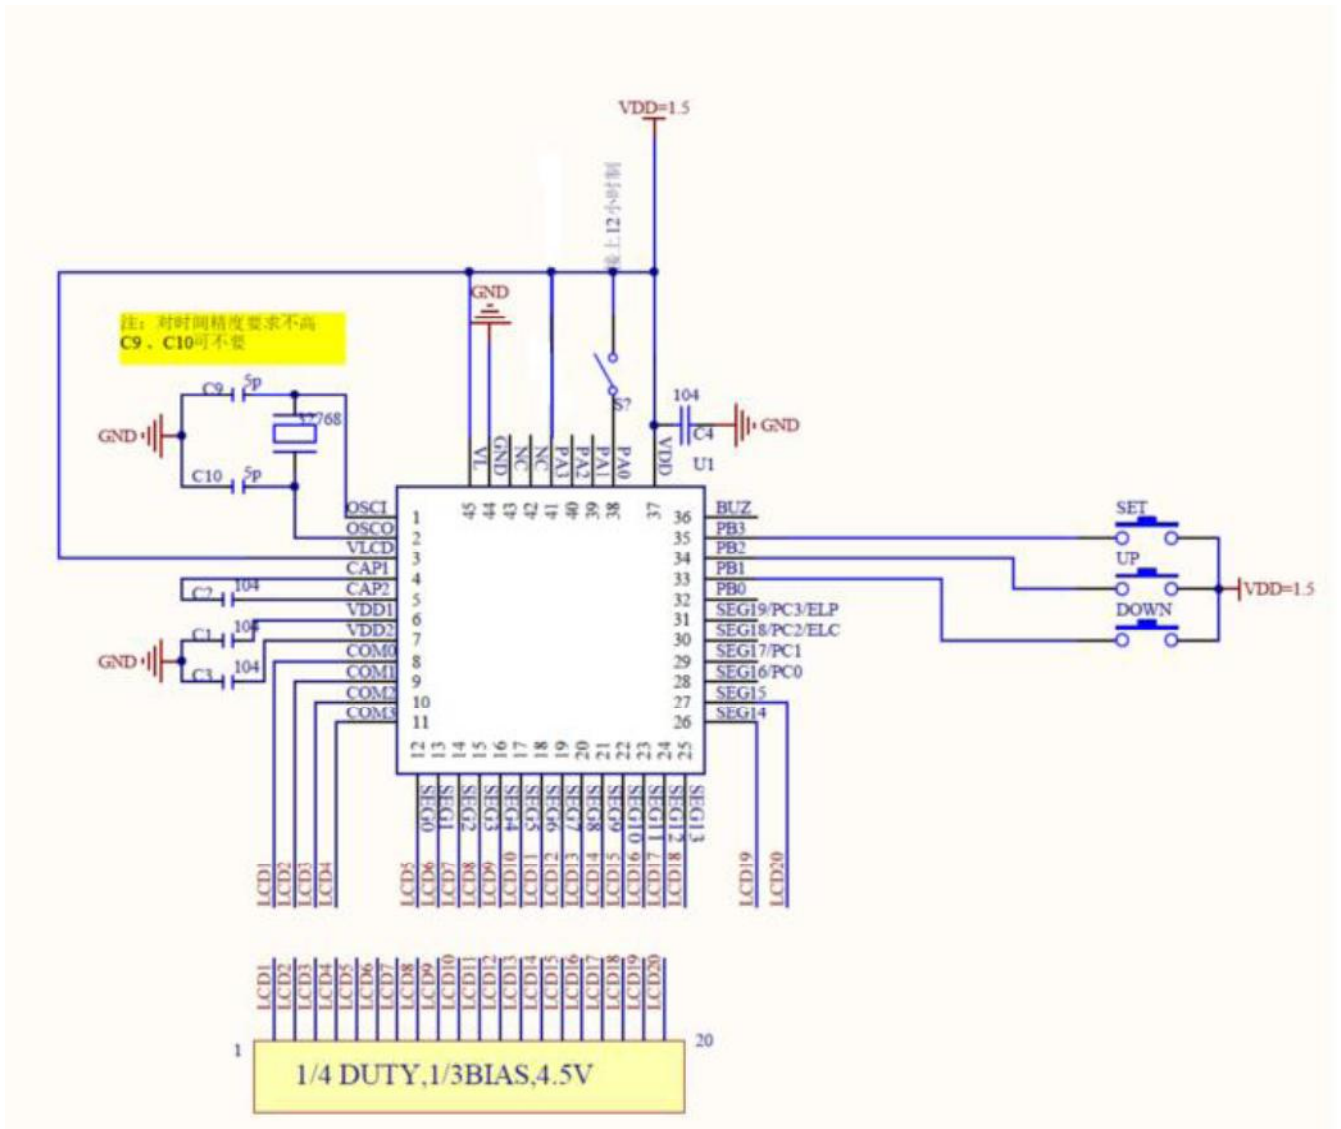 VDD=1.5
接上12小时制
GND
注：对时间精度要求不高
C9 、C10可不要
C9
5p
32768
GND
C10
5p
S?
104
C4
GND
VL
GND
NC
NC
PA3
PA2
PA1
PA0
VDD
U1
45
44
43
42
41
40
39
38
37
OSCI
1
OSCO
2
VLCD
3
CAP1
4
CAP2
5
VDD1
6
VDD2
7
COM0
8
COM1
9
COM2
10
COM3
11
C2
104
C1
104
GND
C3
104
36
BUZ
35
PB3
34
PB2
33
PB1
32
PB0
31
SEG19/PC3/ELP
30
SEG18/PC2/ELC
29
SEG17/PC1
28
SEG16/PC0
27
SEG15
26
SEG14
SET
UP
DOWN
VDD=1.5
12
13
14
15
16
17
18
19
20
21
22
23
24
25
SEG0
SEG1
SEG2
SEG3
SEG4
SEG5
SEG6
SEG7
SEG8
SEG9
SEG10
SEG11
SEG12
SEG13
LCD1
LCD2
LCD3
LCD4
LCD5
LCD6
LCD7
LCD8
LCD9
LCD10
LCD11
LCD12
LCD13
LCD14
LCD15
LCD16
LCD17
LCD18
LCD19
LCD20
LCD1
LCD2
LCD3
LCD4
LCD5
LCD6
LCD7
LCD8
LCD9
LCD10
LCD11
LCD12
LCD13
LCD14
LCD15
LCD16
LCD17
LCD18
LCD19
LCD20
1
20
1/4 DUTY,1/3BIAS,4.5V